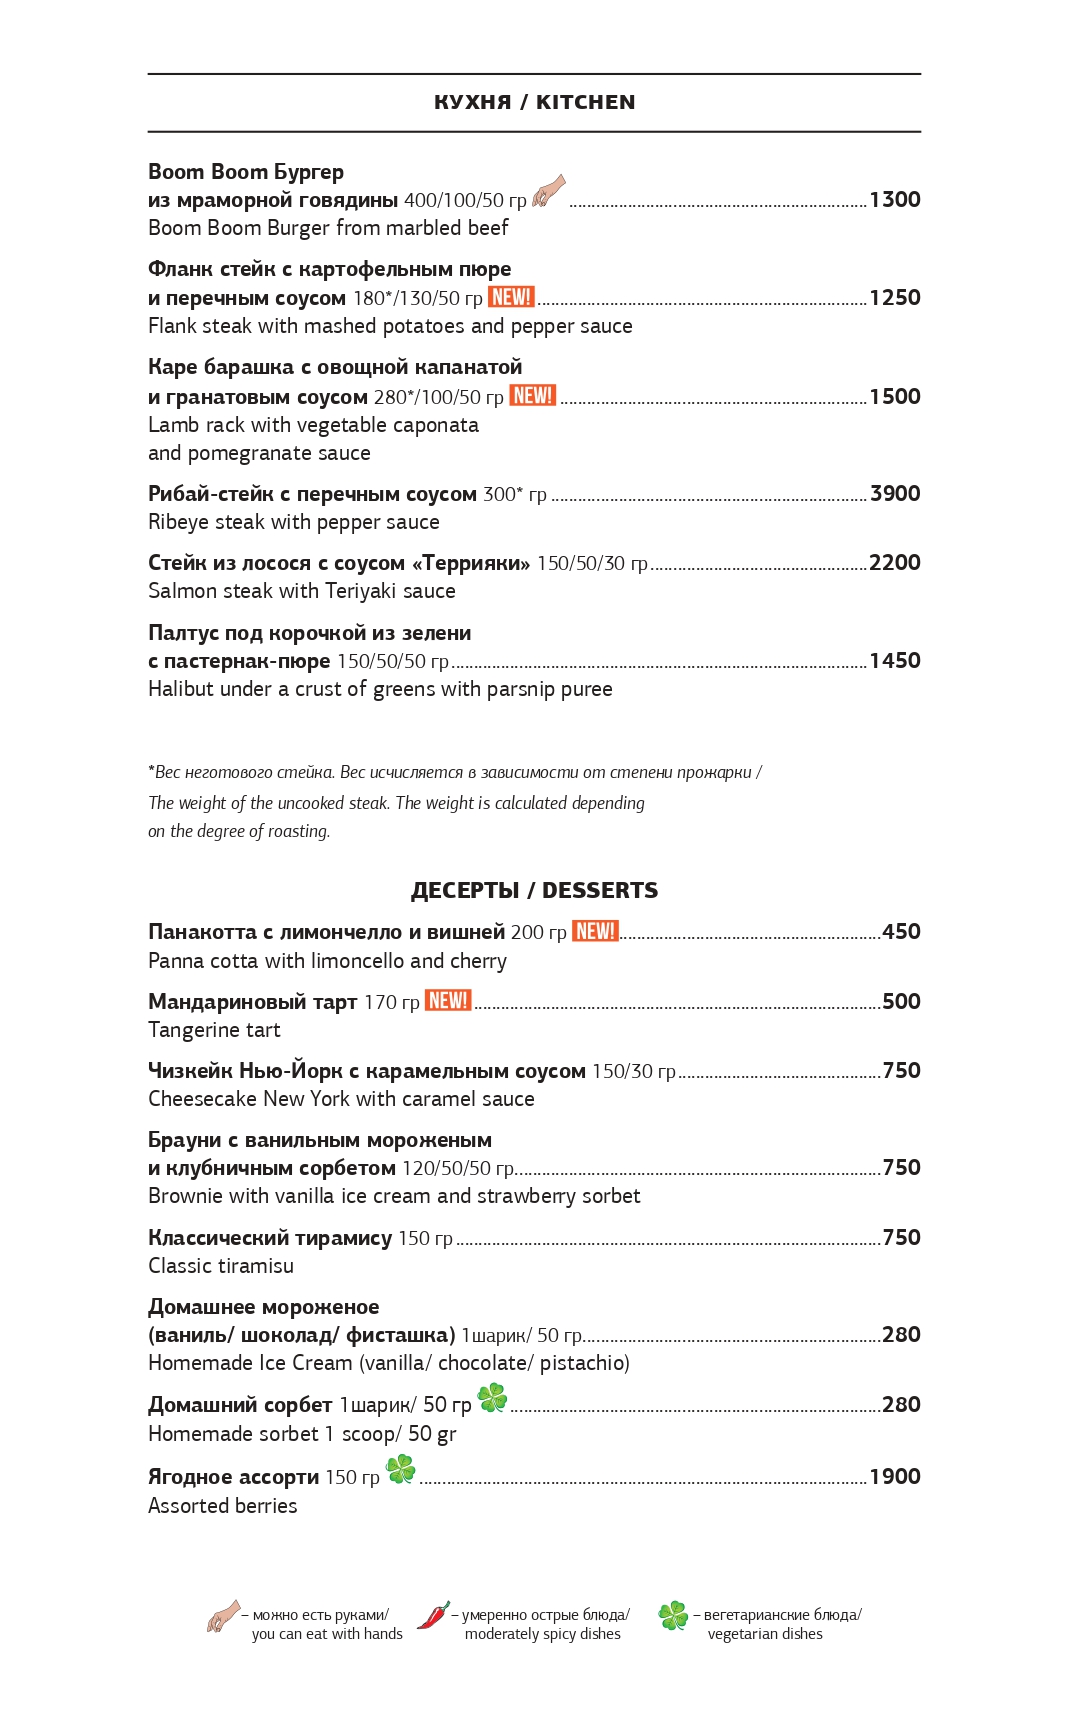 КУХНЯ / KITCHEN
Boom Boom Бургер
из мраморной говядины 400/100/50 гр ........ 1300
Boom Boom Burger from marbled beef
Фланк стейк с картофельным пюре
и перечным соусом 180*/130/50 гр NEW! ........ 1250
Flank steak with mashed potatoes and pepper sauce
Каре барашка с овощной капанатой
и гранатовым соусом 280*/100/50 гр NEW! ........ 1500
Lamb rack with vegetable caponata
and pomegranate sauce
Рибай-стейк с перечным соусом 300* гр ........ 3900
Ribeye steak with pepper sauce
Стейк из лосося с соусом «Террияки» 150/50/30 гр ........ 2200
Salmon steak with Teriyaki sauce
Палтус под корочкой из зелени
с пастернак-пюре 150/50/50 гр ........ 1450
Halibut under a crust of greens with parsnip puree
*Вес неготового стейка. Вес исчисляется в зависимости от степени прожарки /
The weight of the uncooked steak. The weight is calculated depending
on the degree of roasting.
ДЕСЕРТЫ / DESSERTS
Панакотта с лимончелло и вишней 200 гр NEW! ........ 450
Panna cotta with limoncello and cherry
Мандариновый тарт 170 гр NEW! ........ 500
Tangerine tart
Чизкейк Нью-Йорк с карамельным соусом 150/30 гр ........ 750
Cheesecake New York with caramel sauce
Брауни с ванильным мороженым
и клубничным сорбетом 120/50/50 гр ........ 750
Brownie with vanilla ice cream and strawberry sorbet
Классический тирамису 150 гр ........ 750
Classic tiramisu
Домашнее мороженое
(ваниль/ шоколад/ фисташка) 1шарик/ 50 гр ........ 280
Homemade Ice Cream (vanilla/ chocolate/ pistachio)
Домашний сорбет 1шарик/ 50 гр ........ 280
Homemade sorbet 1 scoop/ 50 gr
Ягодное ассорти 150 гр ........ 1900
Assorted berries
– можно есть руками/ – умеренно острые блюда/ – вегетарианские блюда/
you can eat with hands moderately spicy dishes vegetarian dishes